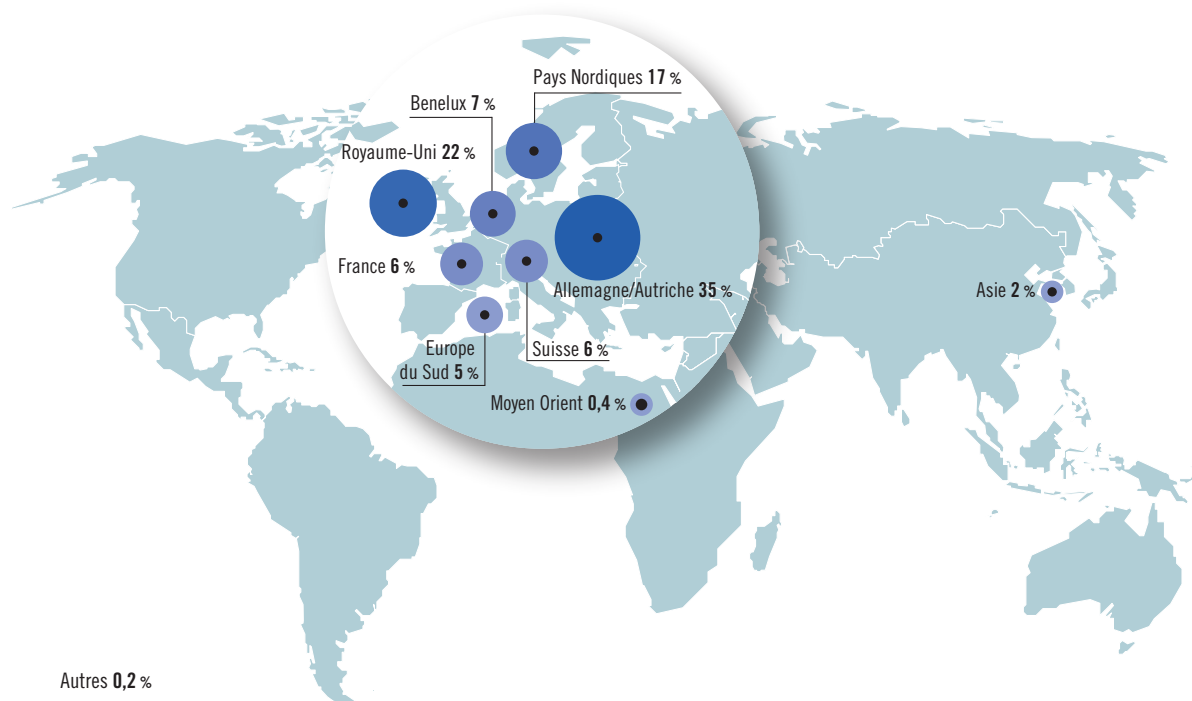 Pays Nordiques 17 %
Benelux 7 %
Royaume-Uni 22 %
France 6 %
Allemagne/Autriche 35 %
Asie 2 %
Europe
du Sud 5 %
Suisse 6 %
Moyen Orient 0,4 %
Autres 0,2 %